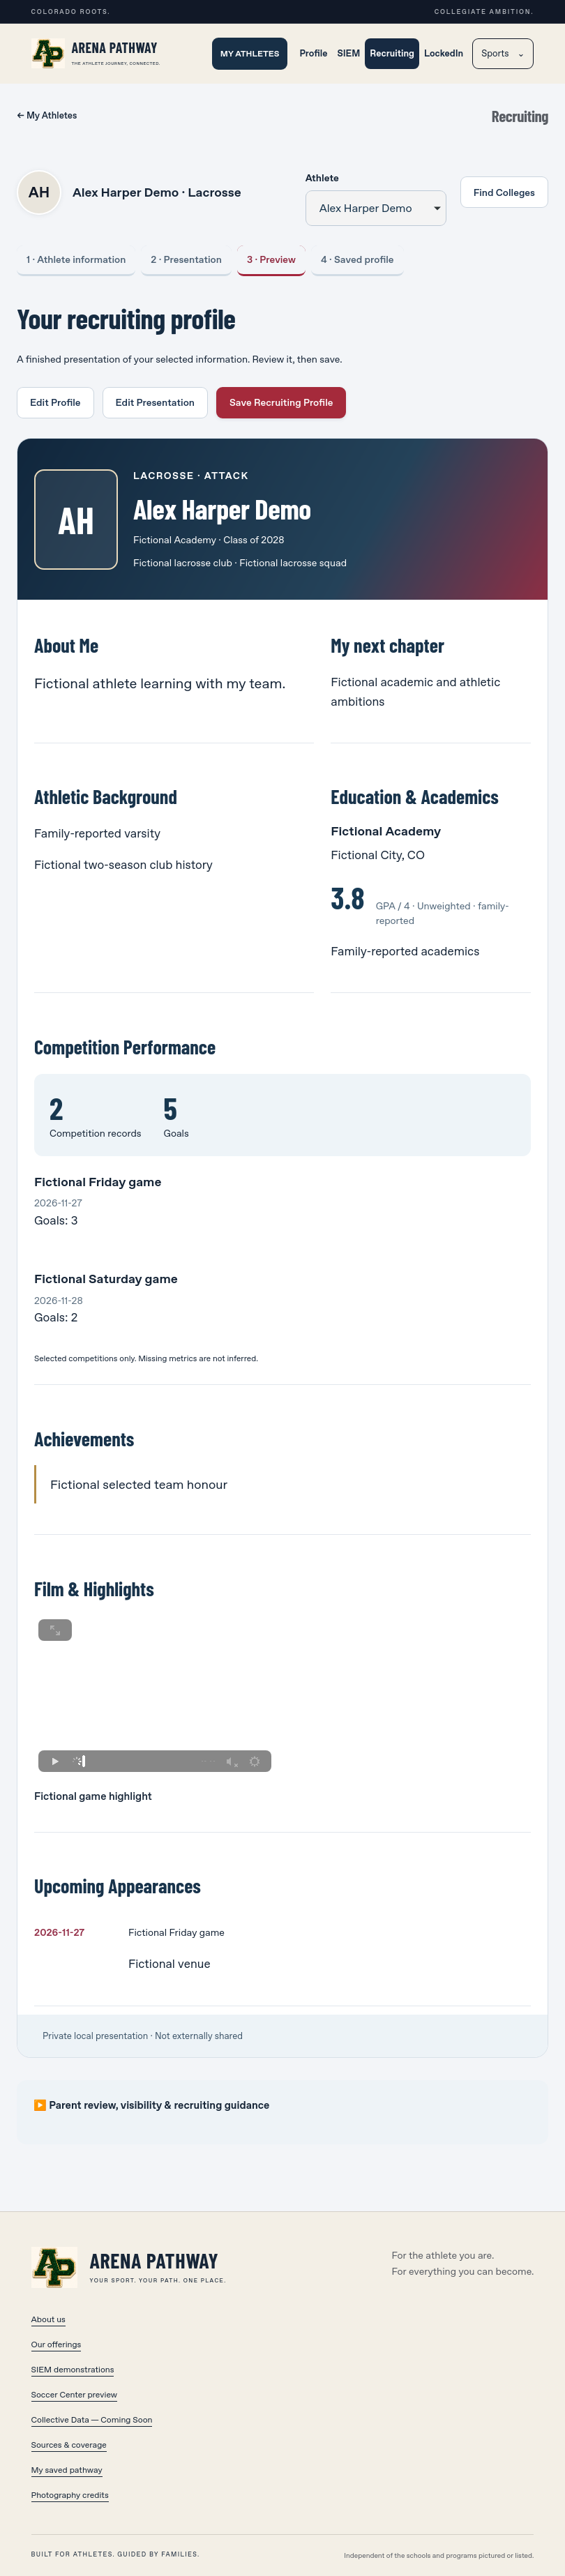 COLORADO ROOTS.
COLLEGIATE AMBITION.
AP
ARENA PATHWAY
THE ATHLETE JOURNEY, CONNECTED.
MY ATHLETES
Profile
SIEM
Recruiting
LockedIn
Sports
← My Athletes
Recruiting
AH
Alex Harper Demo · Lacrosse
Athlete
Alex Harper Demo
Find Colleges
1 · Athlete information
2 · Presentation
3 · Preview
4 · Saved profile
Your recruiting profile
A finished presentation of your selected information. Review it, then save.
Edit Profile
Edit Presentation
Save Recruiting Profile
AH
LACROSSE · ATTACK
Alex Harper Demo
Fictional Academy · Class of 2028
Fictional lacrosse club · Fictional lacrosse squad
About Me
Fictional athlete learning with my team.
My next chapter
Fictional academic and athletic
ambitions
Athletic Background
Family-reported varsity
Fictional two-season club history
Education & Academics
Fictional Academy
Fictional City, CO
3.8
GPA / 4 · Unweighted · family-
reported
Family-reported academics
Competition Performance
2
Competition records
5
Goals
Fictional Friday game
2026-11-27
Goals: 3
Fictional Saturday game
2026-11-28
Goals: 2
Selected competitions only. Missing metrics are not inferred.
Achievements
Fictional selected team honour
Film & Highlights
Fictional game highlight
Upcoming Appearances
2026-11-27
Fictional Friday game
Fictional venue
Private local presentation · Not externally shared
Parent review, visibility & recruiting guidance
AP
ARENA PATHWAY
YOUR SPORT. YOUR PATH. ONE PLACE.
For the athlete you are.
For everything you can become.
About us
Our offerings
SIEM demonstrations
Soccer Center preview
Collective Data — Coming Soon
Sources & coverage
My saved pathway
Photography credits
BUILT FOR ATHLETES. GUIDED BY FAMILIES.
Independent of the schools and programs pictured or listed.